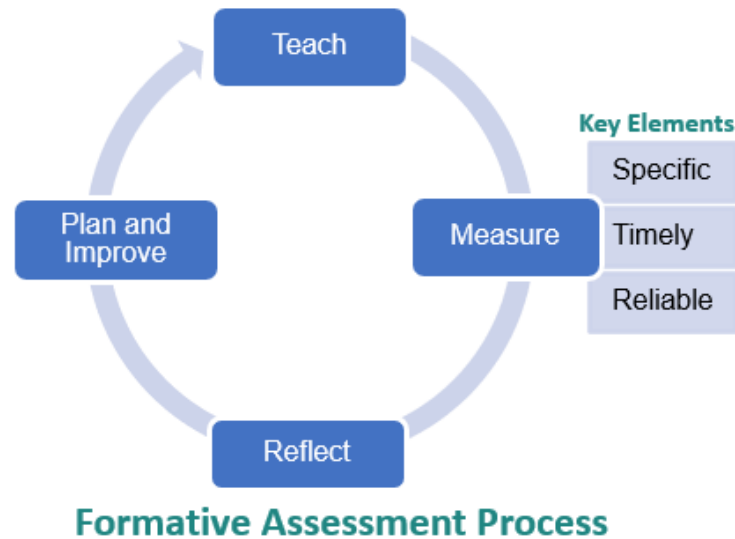 Teach
Key Elements
Specific
Measure
Timely
Reliable
Plan and
Improve
Reflect
Formative Assessment Process